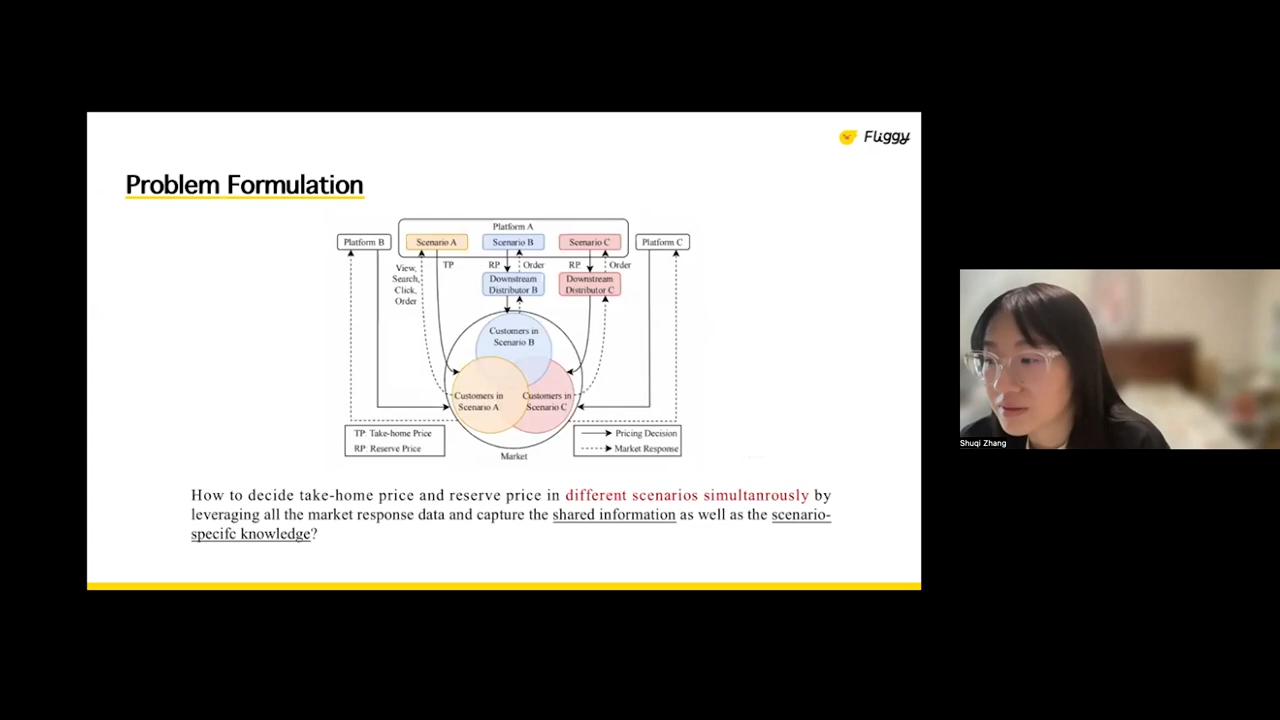 Fliggy
Problem Formulation
Platform A
Platform B
Scenario A
Scenario B
Scenario C
Platform C
View,
Search,
Click,
Order
TP
RP
Order
RP
Order
Downstream
Distributor B
Downstream
Distributor C
Customers in
Scenario B
Customers in
Scenario A
Customers in
Scenario C
TP: Take-home Price
RP: Reserve Price
Pricing Decision
Market Response
Market
How to decide take-home price and reserve price in different scenarios simultanrously by
leveraging all the market response data and capture the shared information as well as the scenario-
specifc knowledge?
Shuqi Zhang